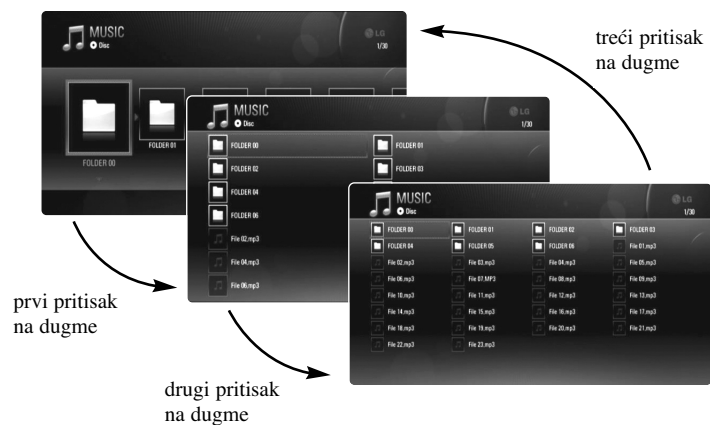 MUSIC
Disc
LG
1/30
FOLDER 00
FOLDER 01
treći pritisak
na dugme
MUSIC
Disc
LG
1/30
FOLDER 00 FOLDER 01
FOLDER 02 FOLDER 03
FOLDER 04
FOLDER 06
File 02.mp3
File 04.mp3
File 06.mp3
MUSIC
Disc
LG
1/30
FOLDER 00 FOLDER 01 FOLDER 02 FOLDER 03
FOLDER 04 FOLDER 05 FOLDER 06 File 01.mp3
File 02.mp3 File 03.mp3 File 04.mp3 File 05.mp3
File 06.mp3 File 07.MP3 File 08.mp3 File 09.mp3
File 10.mp3 File 11.mp3 File 12.mp3 File 13.mp3
File 14.mp3 File 15.mp3 File 16.mp3 File 17.mp3
File 18.mp3 File 19.mp3 File 20.mp3 File 21.mp3
File 22.mp3 File 23.mp3
prvi pritisak
na dugme
drugi pritisak
na dugme